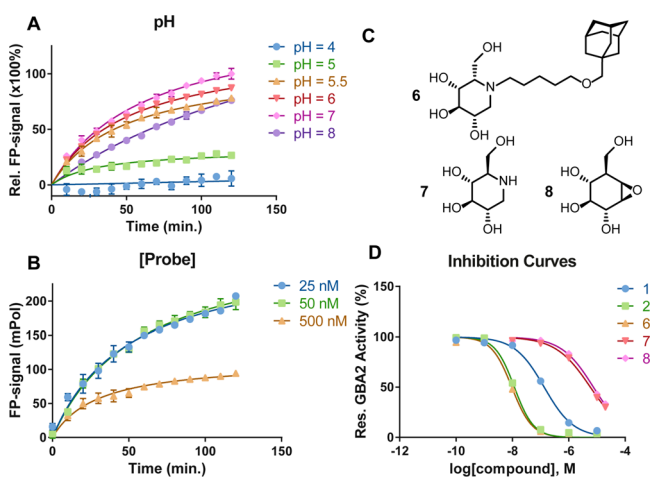 A
pH
Rel. FP-signal (x100%)
100
50
0
0
50
100
150
Time (min.)
pH = 4
pH = 5
pH = 5.5
pH = 6
pH = 7
pH = 8
C
OH
HO
HO
N
O
OH
6
OH
HO
NH
HO
OH
7
OH
HO
O
HO
OH
8
B
[Probe]
FP-signal (mPol)
200
150
100
50
0
0
50
100
150
Time (min.)
25 nM
50 nM
500 nM
D
Inhibition Curves
Res. GBA2 Activity (%)
150
100
50
0
-12
-10
-8
-6
-4
log[compound], M
1
2
6
7
8